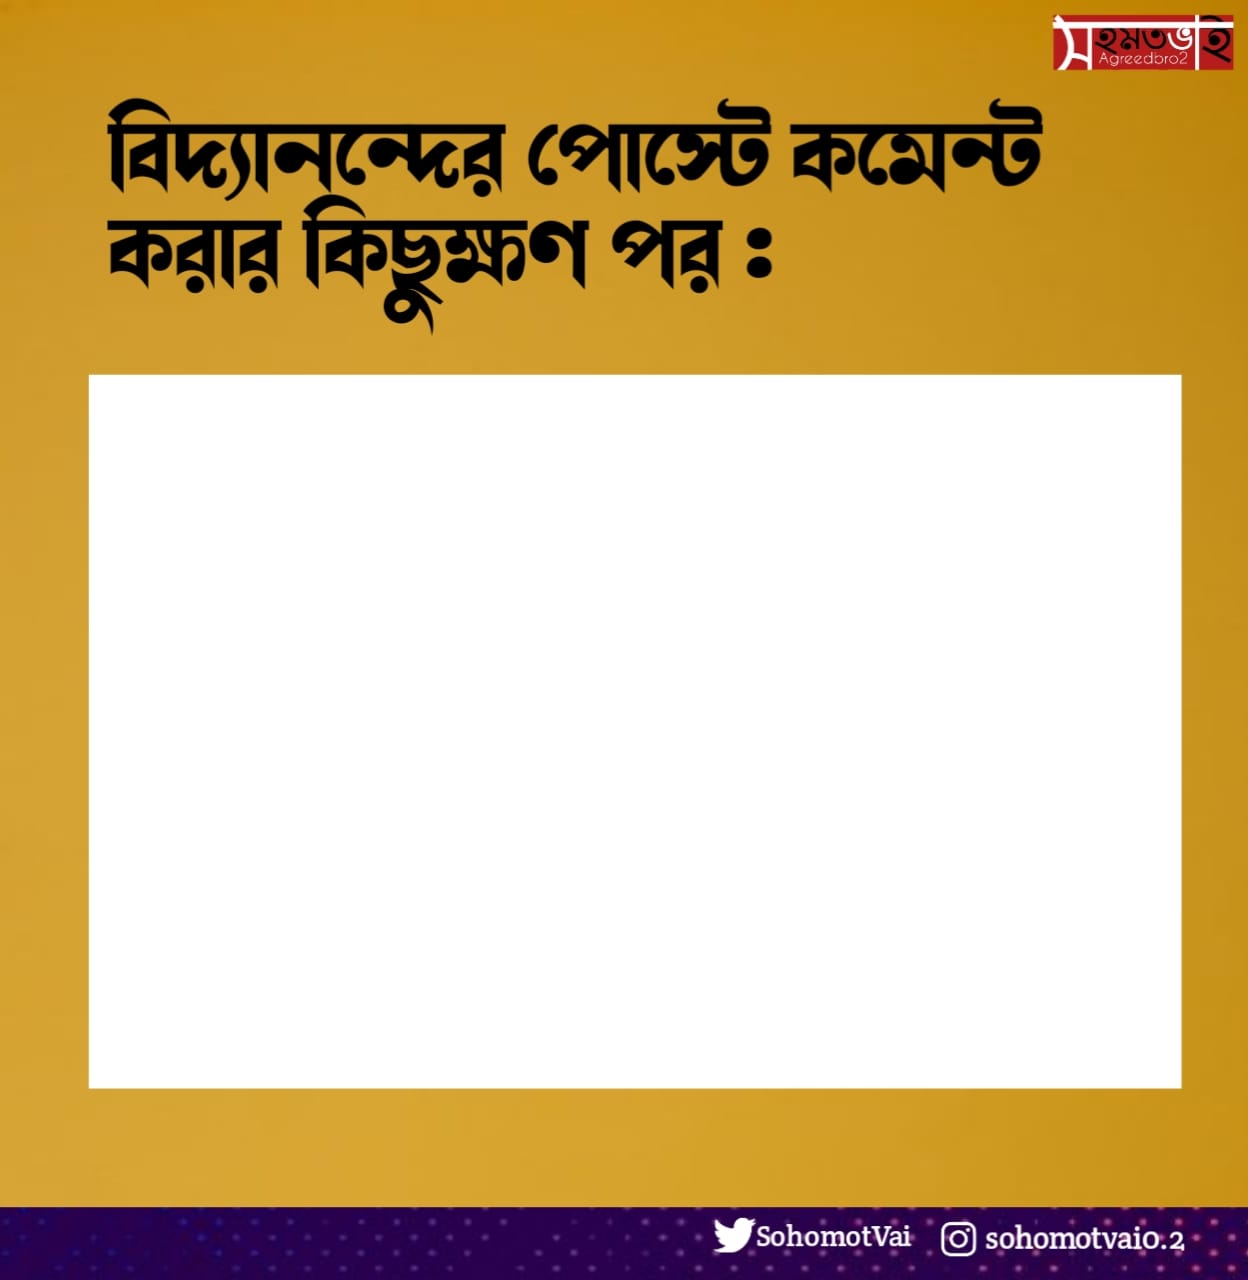 সহমতভাই
Agreedbro2
বিদ্যানন্দের পোস্টে কমেন্ট
করার কিছুক্ষণ পর :
SohomotVai sohomotvaio.2